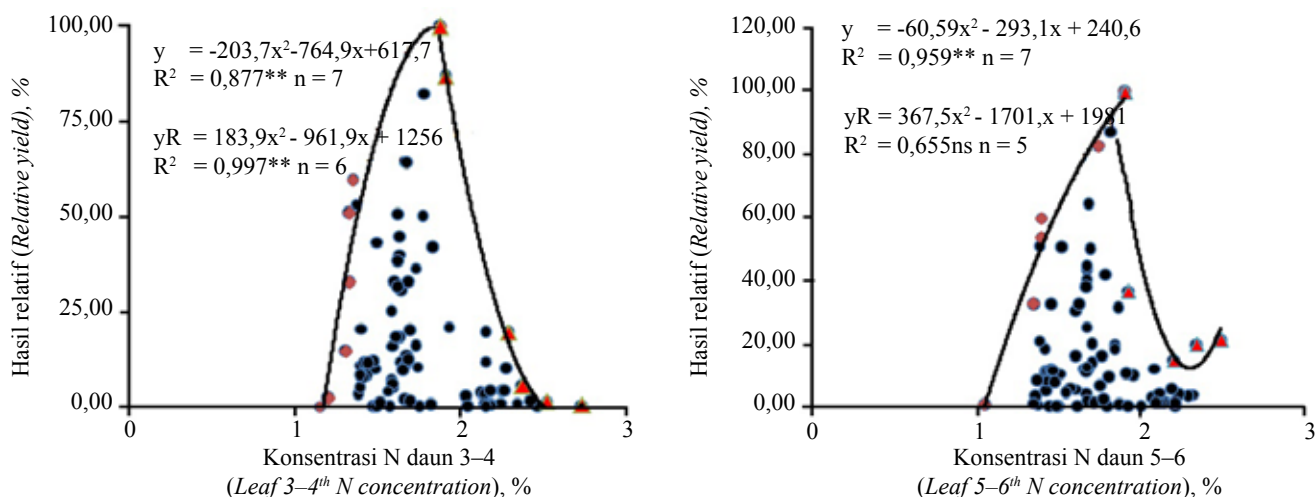 100,00
75,00
50,00
25,00
0,00
Hasil relatif (Relative yield), %
y = -203,7x²-764,9x+617,7
R² = 0,877** n = 7
yR = 183,9x² - 961,9x + 1256
R² = 0,997** n = 6
0 1 2 3
Konsentrasi N daun 3–4
(Leaf 3–4th N concentration), %
120,00
100,00
80,00
60,00
40,00
20,00
0,00
Hasil relatif (Relative yield), %
y = -60,59x² - 293,1x + 240,6
R² = 0,959** n = 7
yR = 367,5x² - 1701,x + 1981
R² = 0,655ns n = 5
0 1 2 3
Konsentrasi N daun 5–6
(Leaf 5–6th N concentration), %